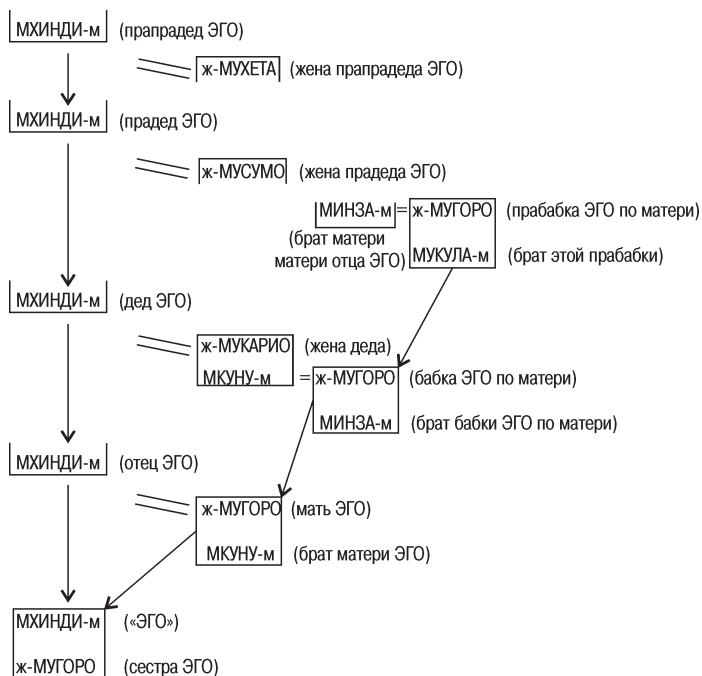 МХИНДИ-м (прапрадед ЭГО)
ж-МУХЕТА (жена прапрадеда ЭГО)
МХИНДИ-м (прадед ЭГО)
ж-МУСУМО (жена прадеда ЭГО)
МИНЗА-м = ж-МУГОРО (прабабка ЭГО по матери)
(брат матери
матери отца ЭГО) МУКУЛА-м (брат этой прабабки)
МХИНДИ-м (дед ЭГО)
ж-МУКАРИО (жена деда)
МКУНУ-м = ж-МУГОРО (бабка ЭГО по матери)
МИНЗА-м (брат бабки ЭГО по матери)
МХИНДИ-м (отец ЭГО)
ж-МУГОРО (мать ЭГО)
МКУНУ-м (брат матери ЭГО)
МХИНДИ-м («ЭГО»)
ж-МУГОРО (сестра ЭГО)